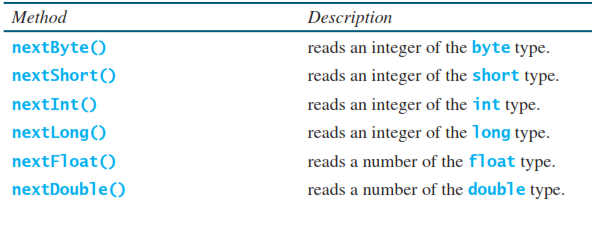 Method Description
nextByte() reads an integer of the byte type.
nextShort() reads an integer of the short type.
nextInt() reads an integer of the int type.
nextLong() reads an integer of the long type.
nextFloat() reads a number of the float type.
nextDouble() reads a number of the double type.